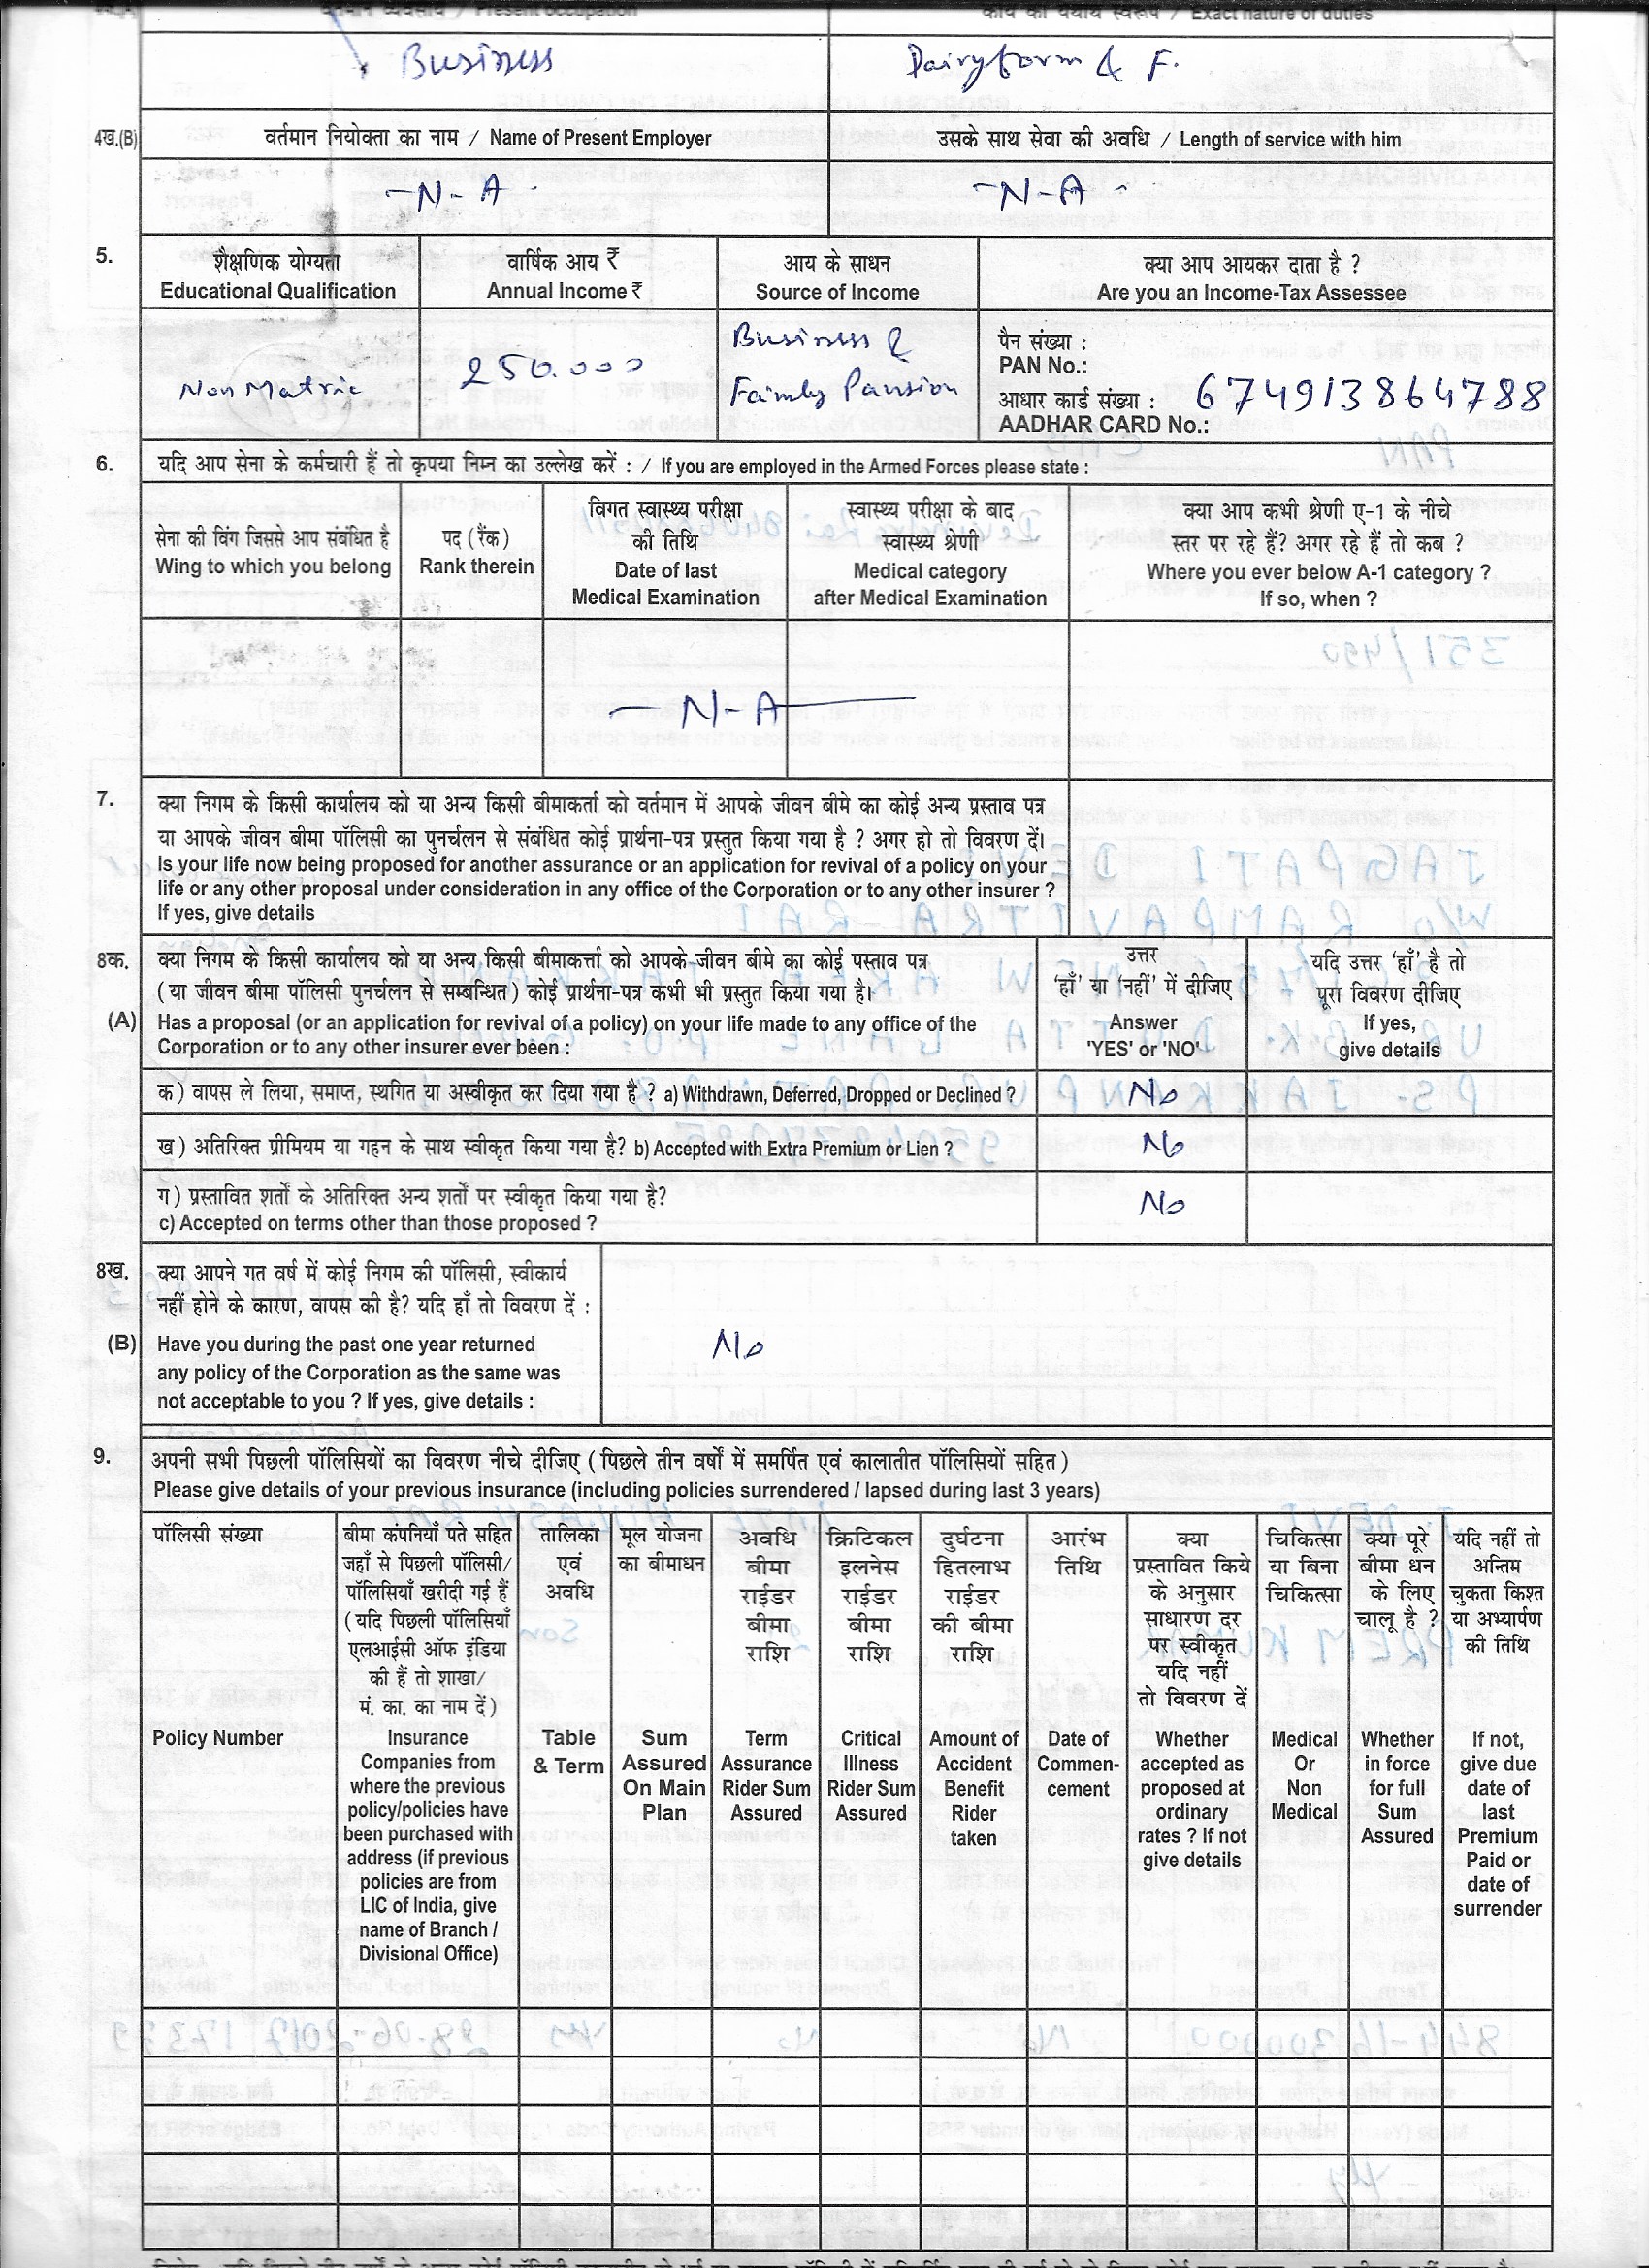 वर्तमान व्यवसाय / Present occupation
कार्य का यथार्थ स्वरूप / Exact nature of duties
Business
Dairyform & F.
4ख.(B)
वर्तमान नियोक्ता का नाम / Name of Present Employer
उसके साथ सेवा की अवधि / Length of service with him
-N-A-
-N-A-
5.
शैक्षणिक योग्यता
Educational Qualification
वार्षिक आय ₹
Annual Income ₹
आय के साधन
Source of Income
क्या आप आयकर दाता है ?
Are you an Income-Tax Assessee
Non Matric
250.000
Business &
Faimly Pansion
पैन संख्या :
PAN No.:
आधार कार्ड संख्या : 674913864788
AADHAR CARD No.:
6.
यदि आप सेना के कर्मचारी हैं तो कृपया निम्न का उल्लेख करें : / If you are employed in the Armed Forces please state :
सेना की विंग जिससे आप संबंधित है
Wing to which you belong
पद (रैंक)
Rank therein
विगत स्वास्थ्य परीक्षा
की तिथि
Date of last
Medical Examination
स्वास्थ्य परीक्षा के बाद
स्वास्थ्य श्रेणी
Medical category
after Medical Examination
क्या आप कभी श्रेणी ए-1 के नीचे
स्तर पर रहे हैं? अगर रहे हैं तो कब ?
Where you ever below A-1 category ?
If so, when ?
- N-A-
7.
क्या निगम के किसी कार्यालय को या अन्य किसी बीमाकर्ता को वर्तमान में आपके जीवन बीमे का कोई अन्य प्रस्ताव पत्र
या आपके जीवन बीमा पॉलिसी का पुनर्चलन से संबंधित कोई प्रार्थना-पत्र प्रस्तुत किया गया है ? अगर हो तो विवरण दें।
Is your life now being proposed for another assurance or an application for revival of a policy on your
life or any other proposal under consideration in any office of the Corporation or to any other insurer ?
If yes, give details
8क.
क्या निगम के किसी कार्यालय को या अन्य किसी बीमाकर्त्ता को आपके जीवन बीमे का कोई पस्ताव पत्र
(या जीवन बीमा पॉलिसी पुनर्चलन से सम्बन्धित) कोई प्रार्थना-पत्र कभी भी प्रस्तुत किया गया है।
(A)
Has a proposal (or an application for revival of a policy) on your life made to any office of the
Corporation or to any other insurer ever been :
उत्तर
'हाँ' या 'नहीं' में दीजिए
Answer
'YES' or 'NO'
यदि उत्तर 'हाँ' है तो
पूरा विवरण दीजिए
If yes,
give details
क) वापस ले लिया, समाप्त, स्थगित या अस्वीकृत कर दिया गया है ? a) Withdrawn, Deferred, Dropped or Declined ?
No
ख) अतिरिक्त प्रीमियम या गहन के साथ स्वीकृत किया गया है? b) Accepted with Extra Premium or Lien ?
No
ग) प्रस्तावित शर्तों के अतिरिक्त अन्य शर्तों पर स्वीकृत किया गया है?
c) Accepted on terms other than those proposed ?
No
8ख.
क्या आपने गत वर्ष में कोई निगम की पॉलिसी, स्वीकार्य
नहीं होने के कारण, वापस की है? यदि हाँ तो विवरण दें :
(B)
Have you during the past one year returned
any policy of the Corporation as the same was
not acceptable to you ? If yes, give details :
No
9.
अपनी सभी पिछली पॉलिसियों का विवरण नीचे दीजिए (पिछले तीन वर्षों में समर्पित एवं कालातीत पॉलिसियों सहित)
Please give details of your previous insurance (including policies surrendered / lapsed during last 3 years)
पॉलिसी संख्या
Policy Number
बीमा कंपनियाँ पते सहित
जहाँ से पिछली पॉलिसी/
पॉलिसियाँ खरीदी गई हैं
(यदि पिछली पॉलिसियाँ
एलआईसी ऑफ इंडिया
की हैं तो शाखा/
मं. का. का नाम दें)
Insurance
Companies from
where the previous
policy/policies have
been purchased with
address (if previous
policies are from
LIC of India, give
name of Branch /
Divisional Office)
तालिका
एवं
अवधि
Table
& Term
मूल योजना
का बीमाधन
Sum
Assured
On Main
Plan
अवधि
बीमा
राईडर
बीमा
राशि
Term
Assurance
Rider Sum
Assured
क्रिटिकल
इलनेस
राईडर
बीमा
राशि
Critical
Illness
Rider Sum
Assured
दुर्घटना
हितलाभ
राईडर
की बीमा
राशि
Amount of
Accident
Benefit
Rider
taken
आरंभ
तिथि
Date of
Commen-
cement
क्या
प्रस्तावित किये
के अनुसार
साधारण दर
पर स्वीकृत
यदि नहीं
तो विवरण दें
Whether
accepted as
proposed at
ordinary
rates ? If not
give details
चिकित्सा
या बिना
चिकित्सा
Medical
Or
Non
Medical
क्या पूरे
बीमा धन
के लिए
चालू है ?
Whether
in force
for full
Sum
Assured
यदि नहीं तो
अन्तिम
चुकता किश्त
या अभ्यार्पण
की तिथि
If not,
give due
date of
last
Premium
Paid or
date of
surrender